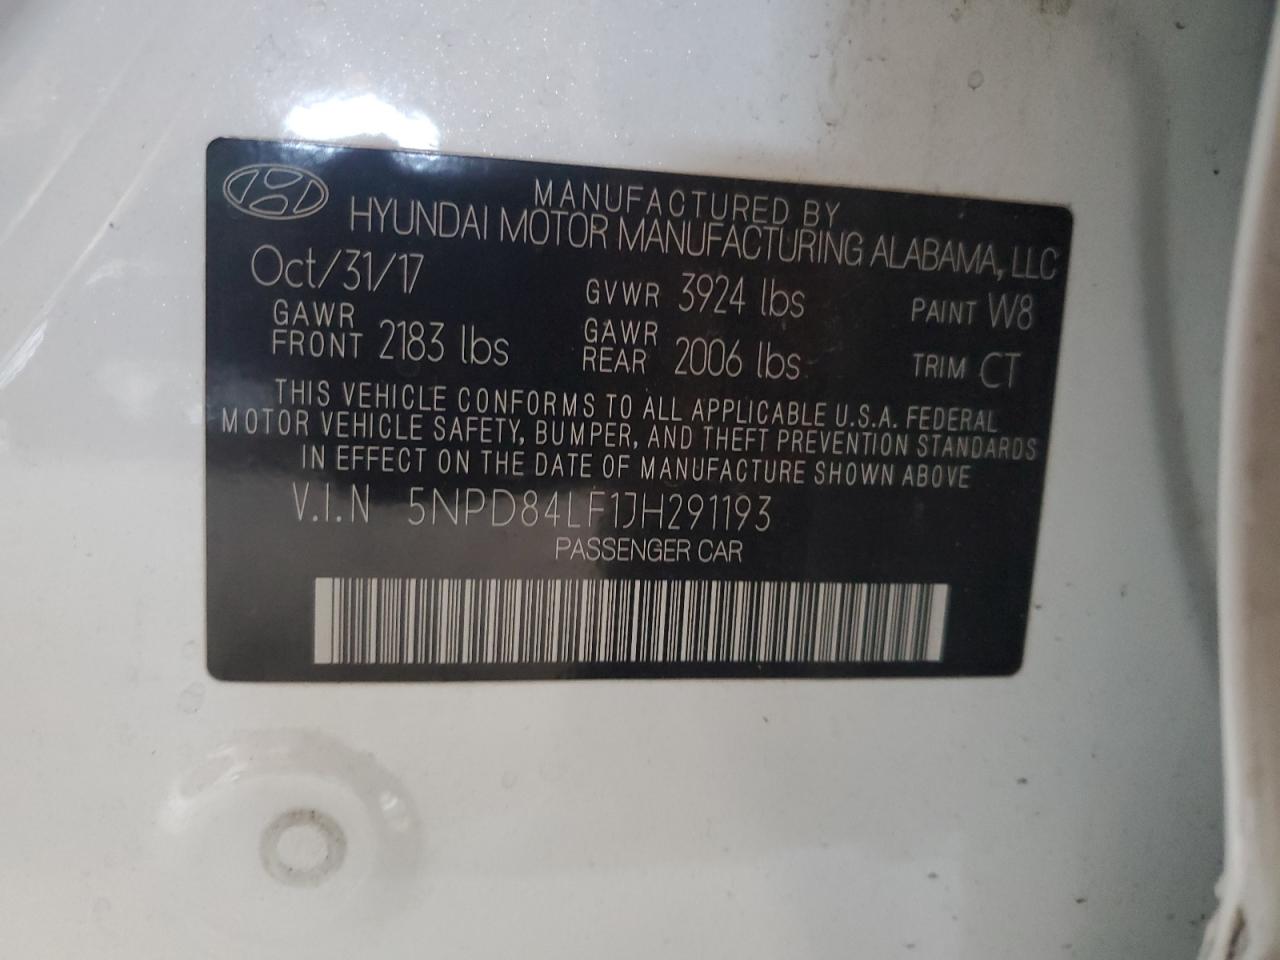 MANUFACTURED BY
HYUNDAI MOTOR MANUFACTURING ALABAMA, LLC
Oct/31/17
GVWR 3924 lbs
PAINT W8
GAWR FRONT 2183 lbs
GAWR REAR 2006 lbs
TRIM CT
THIS VEHICLE CONFORMS TO ALL APPLICABLE U.S.A. FEDERAL
MOTOR VEHICLE SAFETY, BUMPER, AND THEFT PREVENTION STANDARDS
IN EFFECT ON THE DATE OF MANUFACTURE SHOWN ABOVE
V.I.N 5NPD84LF1JH291193
PASSENGER CAR